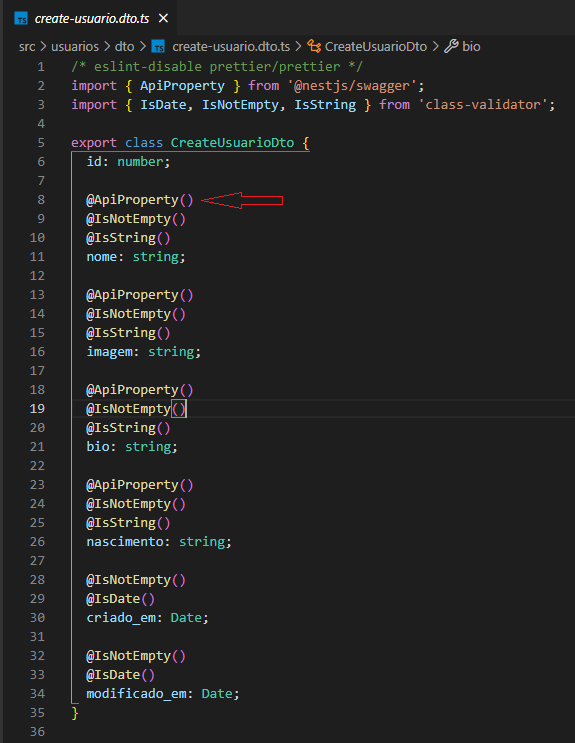 TS create-usuario.dto.ts ×
src > usuarios > dto > TS create-usuario.dto.ts > CreateUsuarioDto > bio
1 /* eslint-disable prettier/prettier */
2 import { ApiProperty } from '@nestjs/swagger';
3 import { IsDate, IsNotEmpty, IsString } from 'class-validator';
4
5 export class CreateUsuarioDto {
6 id: number;
7
8 @ApiProperty()
9 @IsNotEmpty()
10 @IsString()
11 nome: string;
12
13 @ApiProperty()
14 @IsNotEmpty()
15 @IsString()
16 imagem: string;
17
18 @ApiProperty()
19 @IsNotEmpty()
20 @IsString()
21 bio: string;
22
23 @ApiProperty()
24 @IsNotEmpty()
25 @IsString()
26 nascimento: string;
27
28 @IsNotEmpty()
29 @IsDate()
30 criado_em: Date;
31
32 @IsNotEmpty()
33 @IsDate()
34 modificado_em: Date;
35 }
36